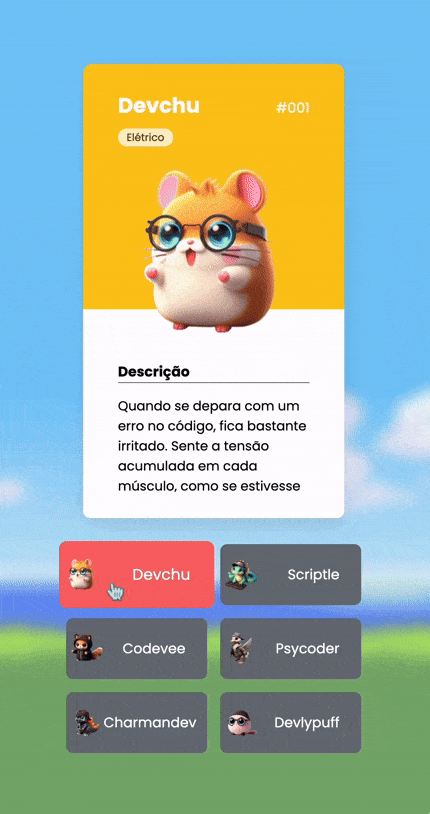 Devchu #001
Elétrico
Descrição
Quando se depara com um
erro no código, fica bastante
irritado. Sente a tensão
acumulada em cada
músculo, como se estivesse
Devchu Scriptle
Codevee Psycoder
Charmandev Devlypuff